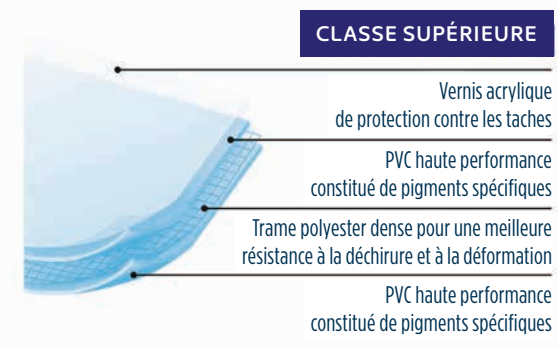 CLASSE SUPÉRIEURE
Vernis acrylique
de protection contre les taches
PVC haute performance
constitué de pigments spécifiques
Trame polyester dense pour une meilleure
résistance à la déchirure et à la déformation
PVC haute performance
constitué de pigments spécifiques